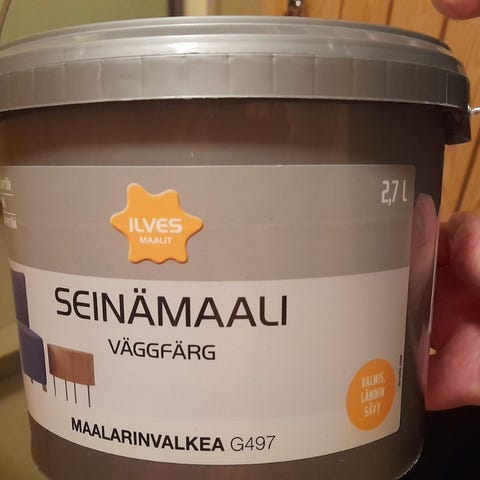 ILVES
MAALIT
2,7 L
SEINÄMAALI
VÄGGFÄRG
VALMIS,
LÄMMIN
SÄVY
MAALARINVALKEA G497